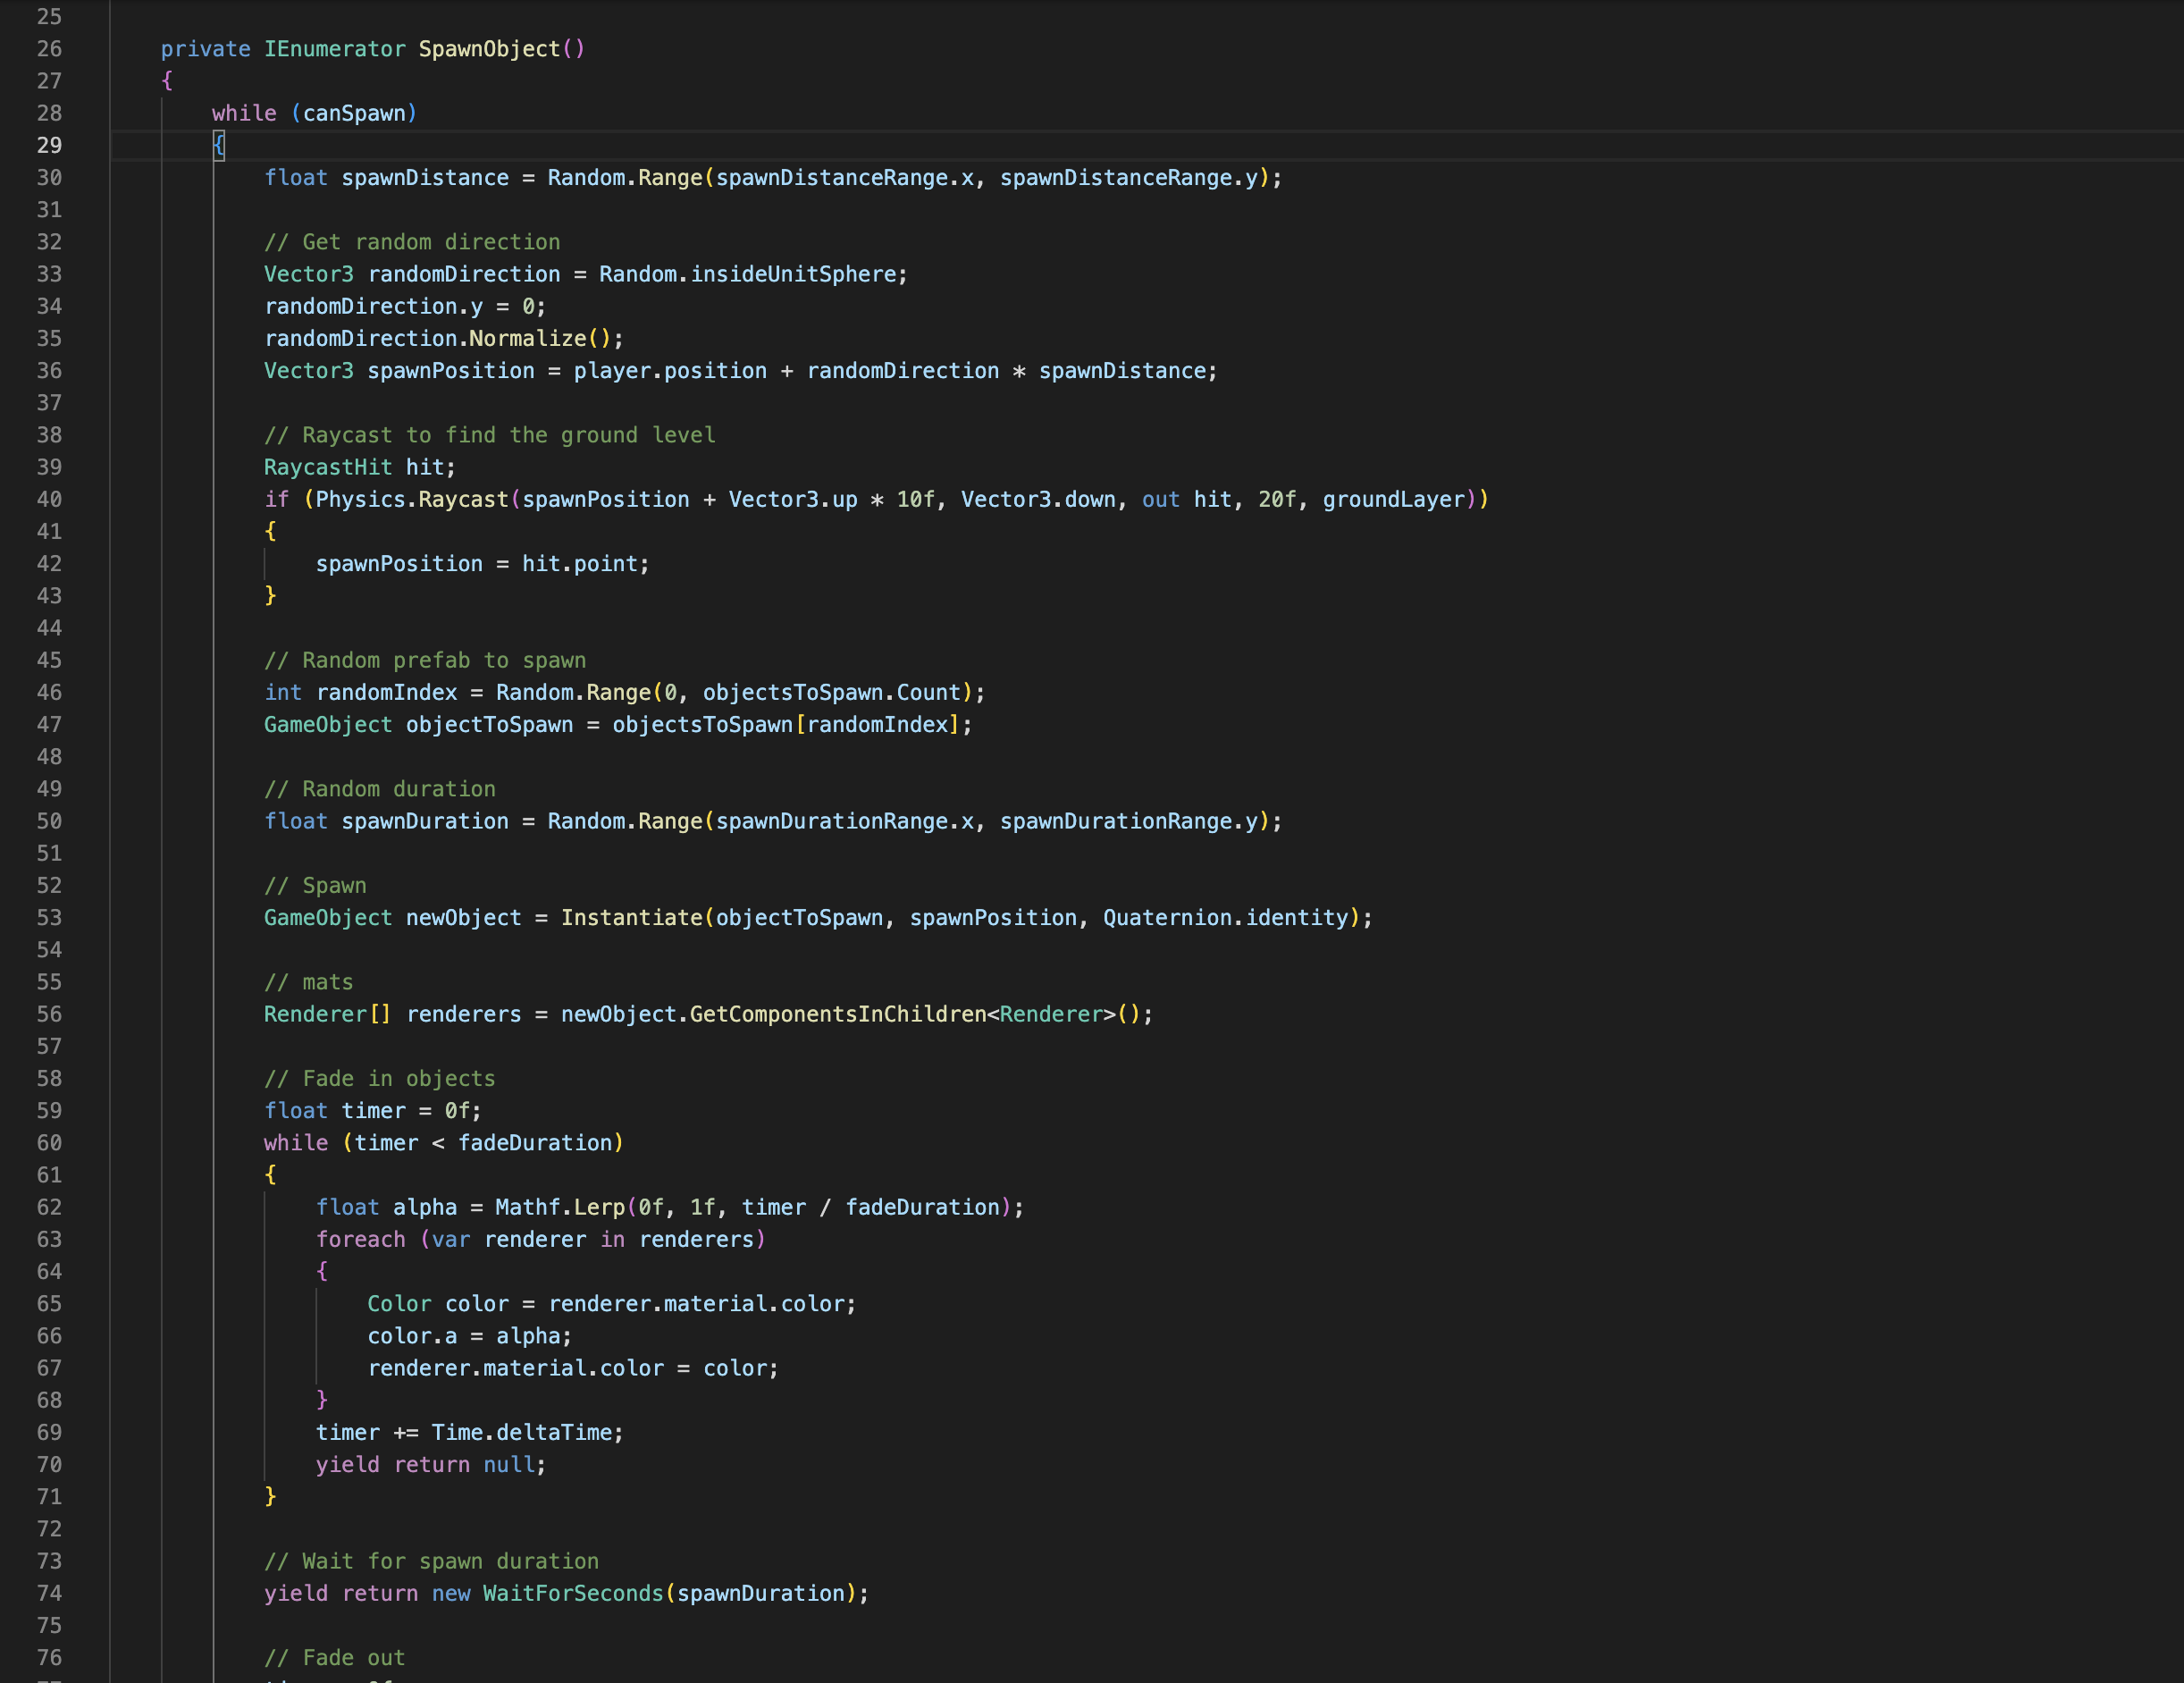 25
26 private IEnumerator SpawnObject()
27 {
28 while (canSpawn)
29 {
30 float spawnDistance = Random.Range(spawnDistanceRange.x, spawnDistanceRange.y);
31
32 // Get random direction
33 Vector3 randomDirection = Random.insideUnitSphere;
34 randomDirection.y = 0;
35 randomDirection.Normalize();
36 Vector3 spawnPosition = player.position + randomDirection * spawnDistance;
37
38 // Raycast to find the ground level
39 RaycastHit hit;
40 if (Physics.Raycast(spawnPosition + Vector3.up * 10f, Vector3.down, out hit, 20f, groundLayer))
41 {
42 spawnPosition = hit.point;
43 }
44
45 // Random prefab to spawn
46 int randomIndex = Random.Range(0, objectsToSpawn.Count);
47 GameObject objectToSpawn = objectsToSpawn[randomIndex];
48
49 // Random duration
50 float spawnDuration = Random.Range(spawnDurationRange.x, spawnDurationRange.y);
51
52 // Spawn
53 GameObject newObject = Instantiate(objectToSpawn, spawnPosition, Quaternion.identity);
54
55 // mats
56 Renderer[] renderers = newObject.GetComponentsInChildren<Renderer>();
57
58 // Fade in objects
59 float timer = 0f;
60 while (timer < fadeDuration)
61 {
62 float alpha = Mathf.Lerp(0f, 1f, timer / fadeDuration);
63 foreach (var renderer in renderers)
64 {
65 Color color = renderer.material.color;
66 color.a = alpha;
67 renderer.material.color = color;
68 }
69 timer += Time.deltaTime;
70 yield return null;
71 }
72
73 // Wait for spawn duration
74 yield return new WaitForSeconds(spawnDuration);
75
76 // Fade out